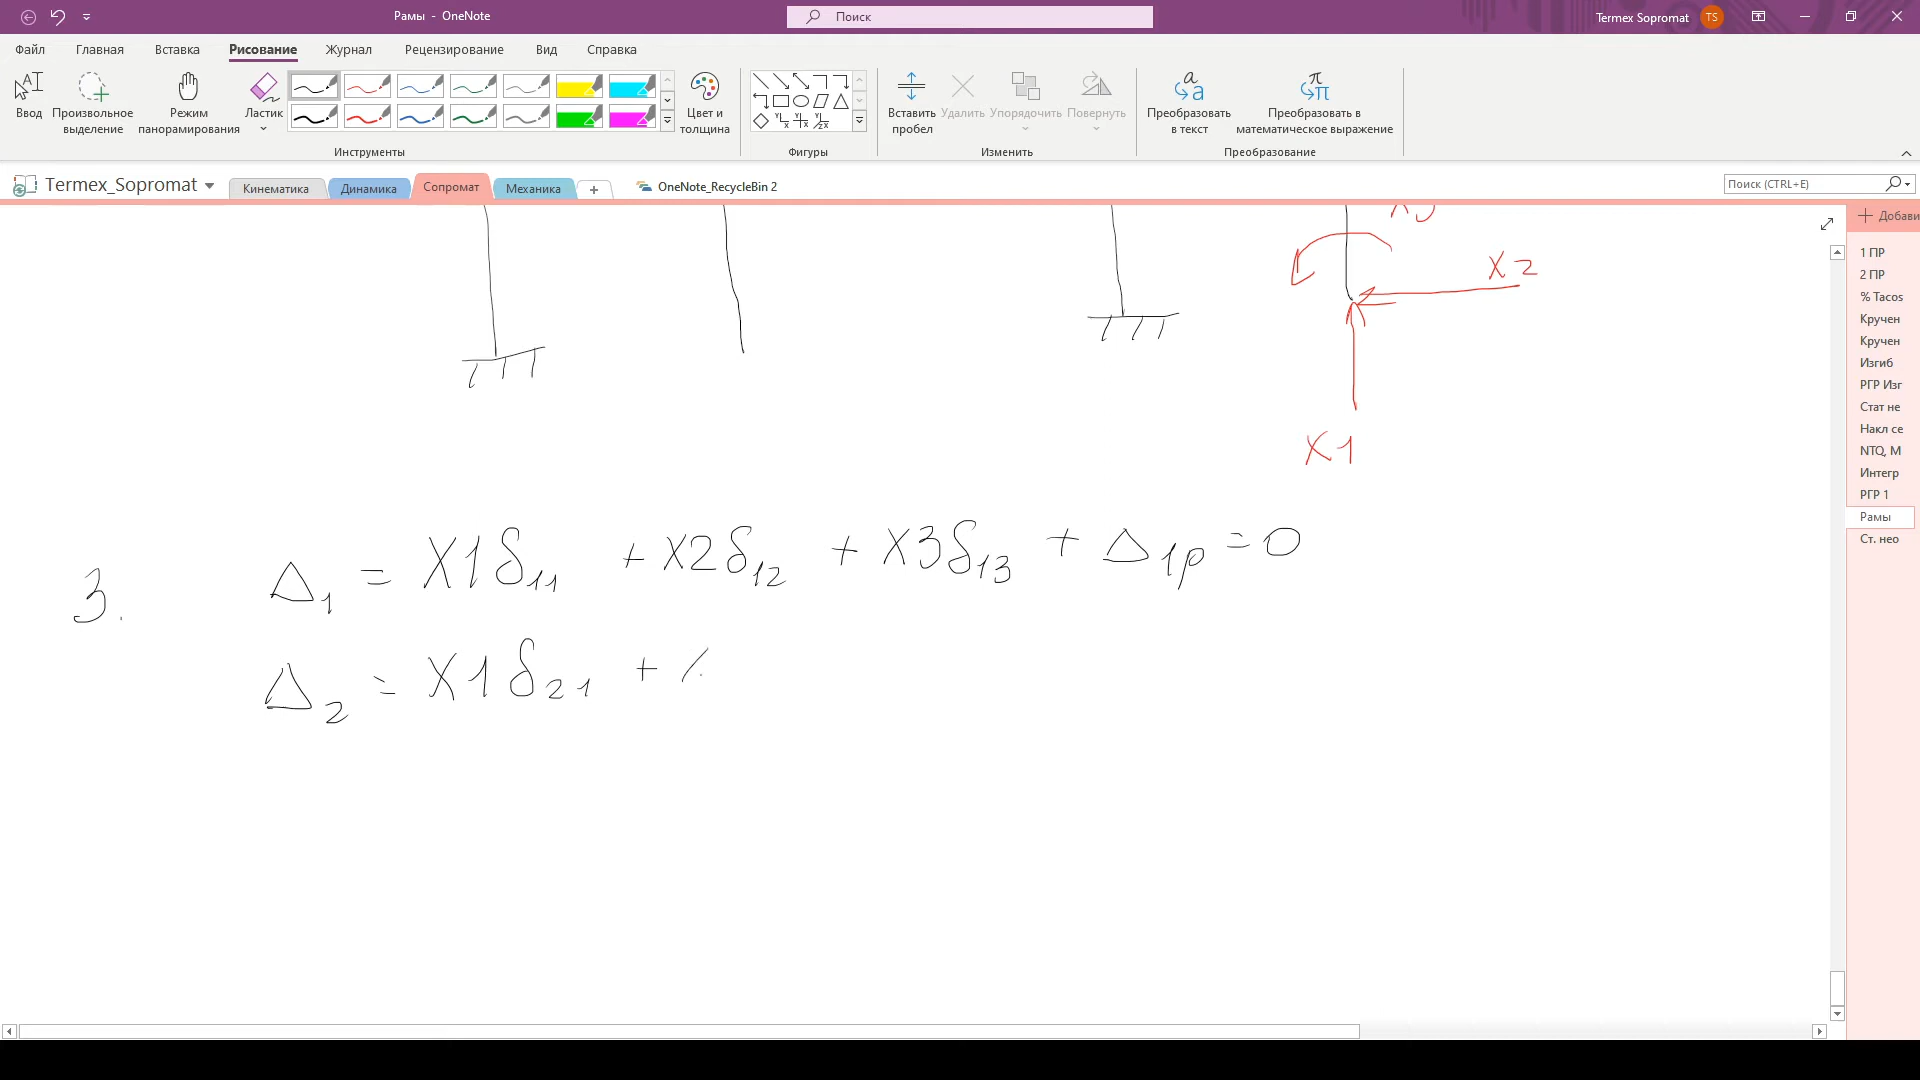 Рамы - OneNote
Поиск
Termex Sopromat TS
Файл Главная Вставка Рисование Журнал Рецензирование Вид Справка
Ввод
Произвольное выделение
Режим панорамирования
Ластик
Цвет и толщина
Вставить пробел
Удалить
Упорядочить
Повернуть
Преобразовать в текст
Преобразовать в математическое выражение
Инструменты
Фигуры
Изменить
Преобразование
Termex_Sopromat
Кинематика Динамика Сопромат Механика
OneNote_RecycleBin 2
Поиск (CTRL+E)
Добави
1 ПР
2 ПР
% Tacos
Кручен
Кручен
Изгиб
РГР Изг
Стат не
Накл се
NTQ, М
Интегр
РГР 1
Рамы
Ст. нео
X2
X1
3.
Δ₁ = X1δ₁₁ + X2δ₁₂ + X3δ₁₃ + Δ₁ₚ = 0
Δ₂ = X1δ₂₁ +